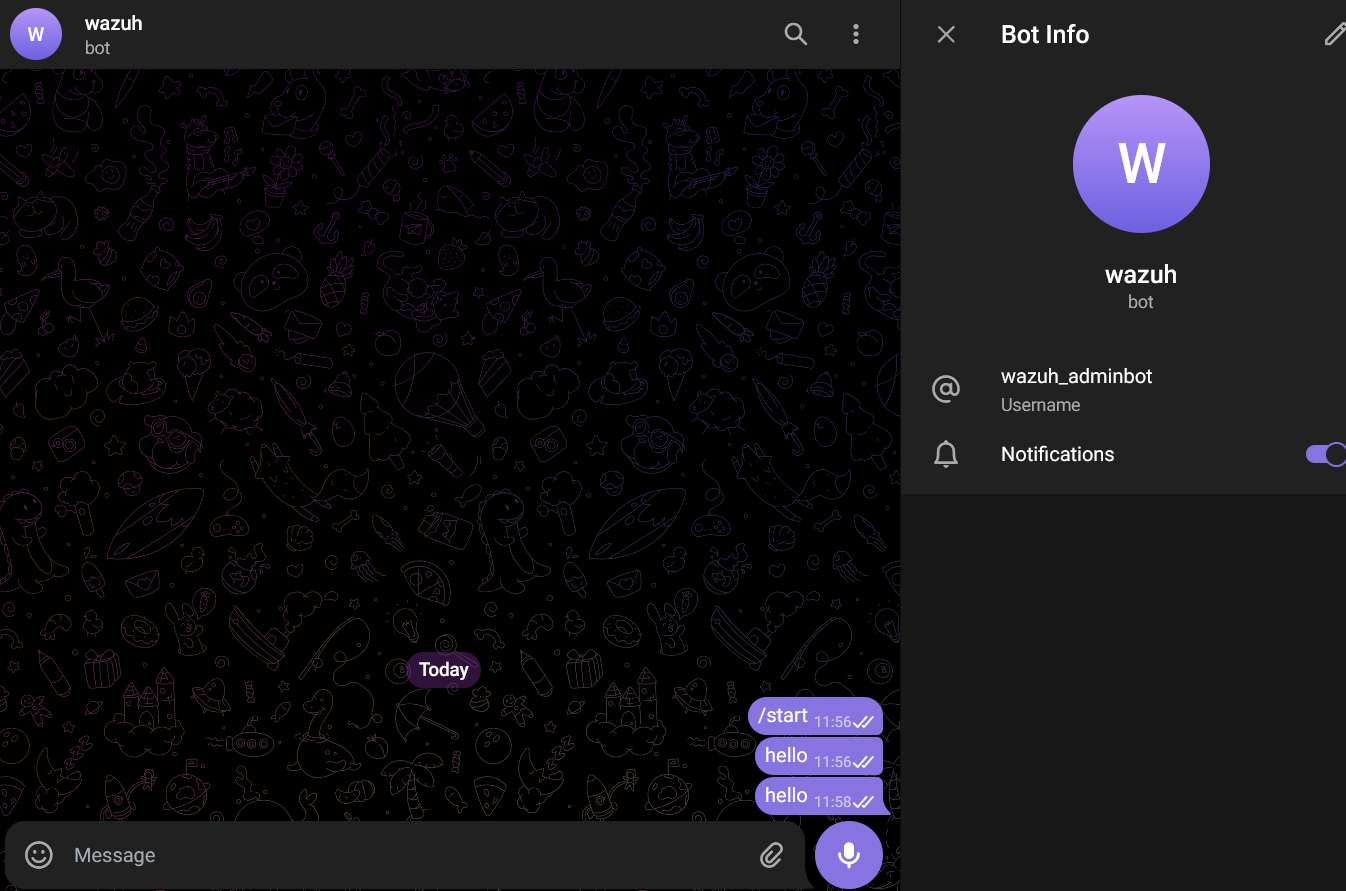 W
wazuh
bot
Today
/start 11:56
hello 11:56
hello 11:58
Message
Bot Info
W
wazuh
bot
wazuh_adminbot
Username
Notifications